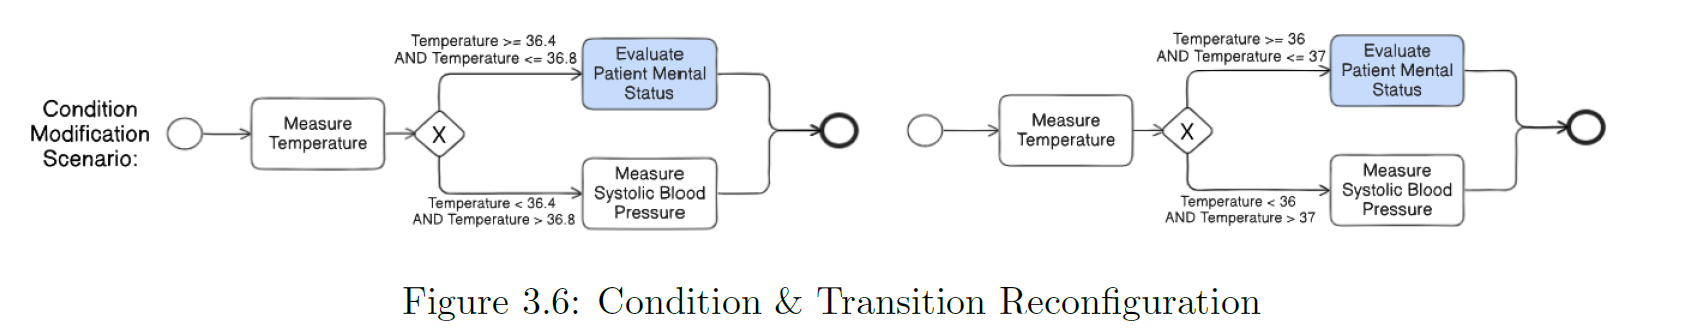 Condition
Modification
Scenario:
Measure
Temperature
X
Temperature >= 36.4
AND Temperature <= 36.8
Evaluate
Patient Mental
Status
Temperature < 36.4
AND Temperature > 36.8
Measure
Systolic Blood
Pressure
Measure
Temperature
X
Temperature >= 36
AND Temperature <= 37
Evaluate
Patient Mental
Status
Temperature < 36
AND Temperature > 37
Measure
Systolic Blood
Pressure
Figure 3.6: Condition & Transition Reconfiguration